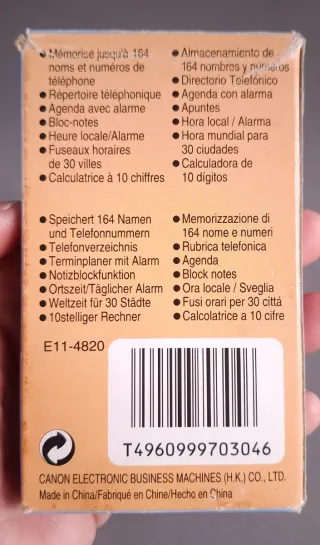 • Mémorise jusqu'à 164
noms et numéros de
téléphone
• Répertoire téléphonique
• Agenda avec alarme
• Bloc-notes
• Heure locale/Alarme
• Fuseaux horaires
de 30 villes
• Calculatrice à 10 chiffres
• Almacenamiento de
164 nombros y números
• Directorio Telefónico
• Agenda con alarma
• Apuntes
• Hora local / Alarma
• Hora mundial para
30 ciudades
• Calculadora de
10 dígitos
• Speichert 164 Namen
und Telefonnummern
• Telefonverzeichnis
• Terminplaner mit Alarm
• Notizblockfunktion
• Ortszeit/Täglicher Alarm
• Weltzeit für 30 Städte
• 10stelliger Rechner
• Memorizzazione di
164 nome e numeri
• Rubrica telefonica
• Agenda
• Block notes
• Ora locale / Sveglia
• Fusi orari per 30 cittá
• Calcolatrice a 10 cifre
E11-4820
T4960999703046
CANON ELECTRONIC BUSINESS MACHINES (H.K.) CO., LTD.
Made in China/Fabriqué en Chine/Hecho en China